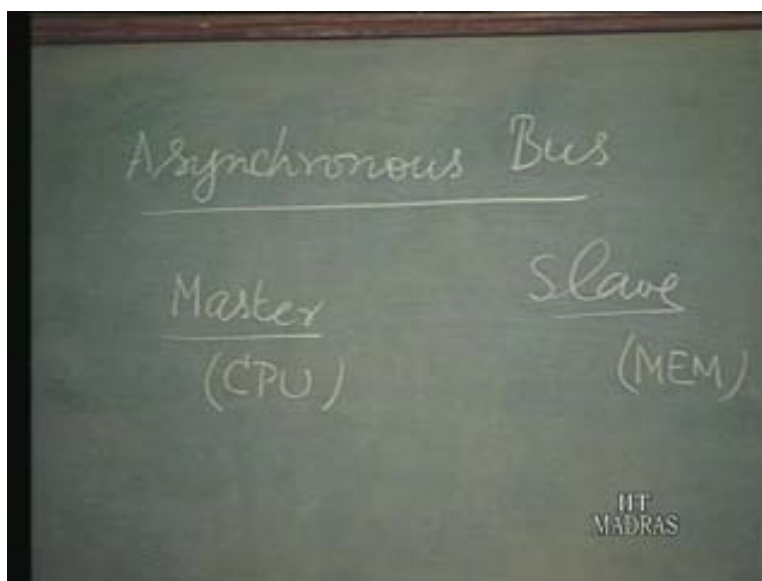 Asynchronous Bus
Master Slave
(CPU) (MEM)
IIT
MADRAS